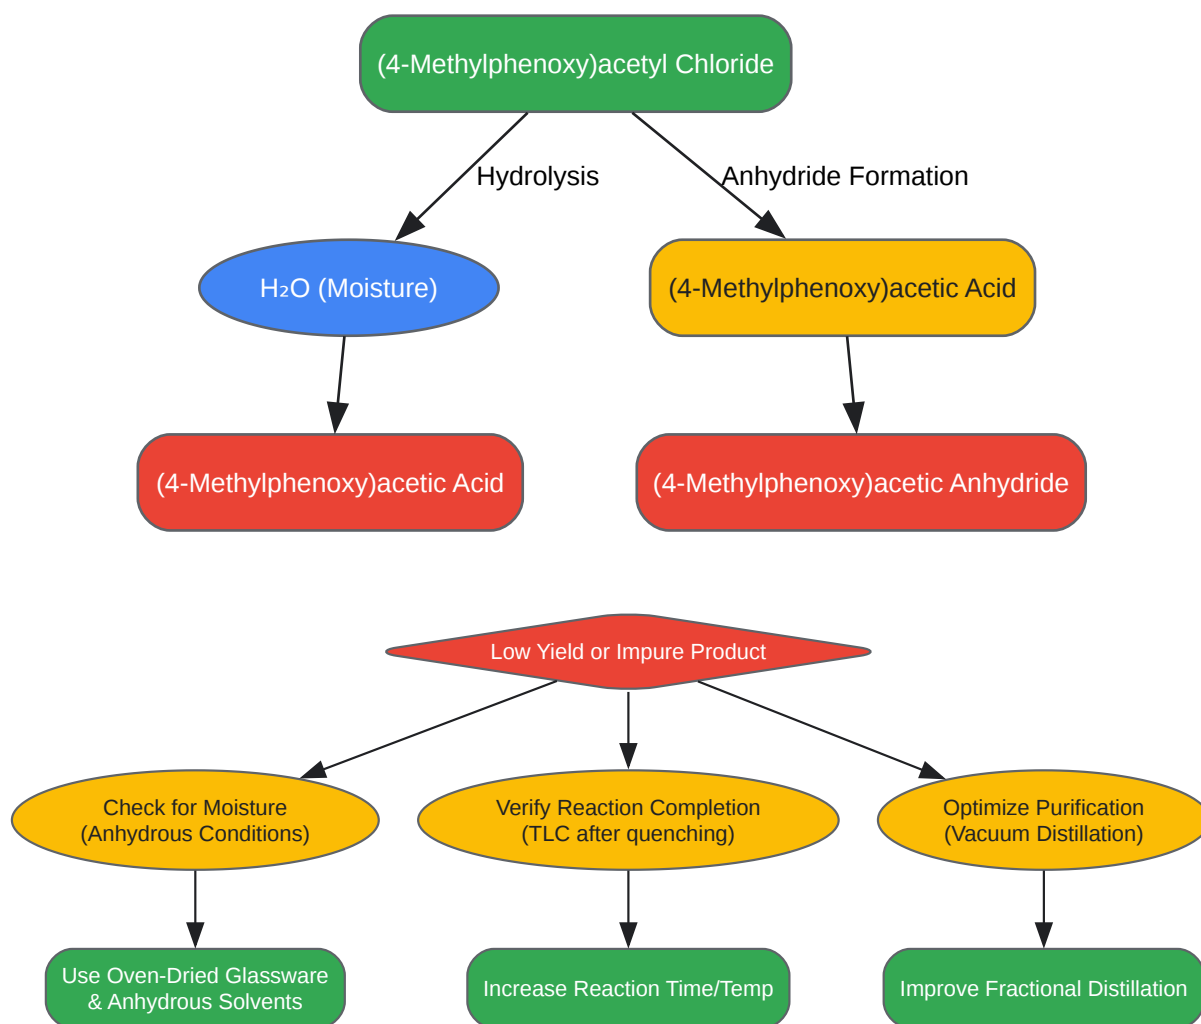 (4-Methylphenoxy)acetyl Chloride
Hydrolysis
Anhydride Formation
H₂O (Moisture)
(4-Methylphenoxy)acetic Acid
(4-Methylphenoxy)acetic Acid
(4-Methylphenoxy)acetic Anhydride
Low Yield or Impure Product
Check for Moisture
(Anhydrous Conditions)
Verify Reaction Completion
(TLC after quenching)
Optimize Purification
(Vacuum Distillation)
Use Oven-Dried Glassware
& Anhydrous Solvents
Increase Reaction Time/Temp
Improve Fractional Distillation